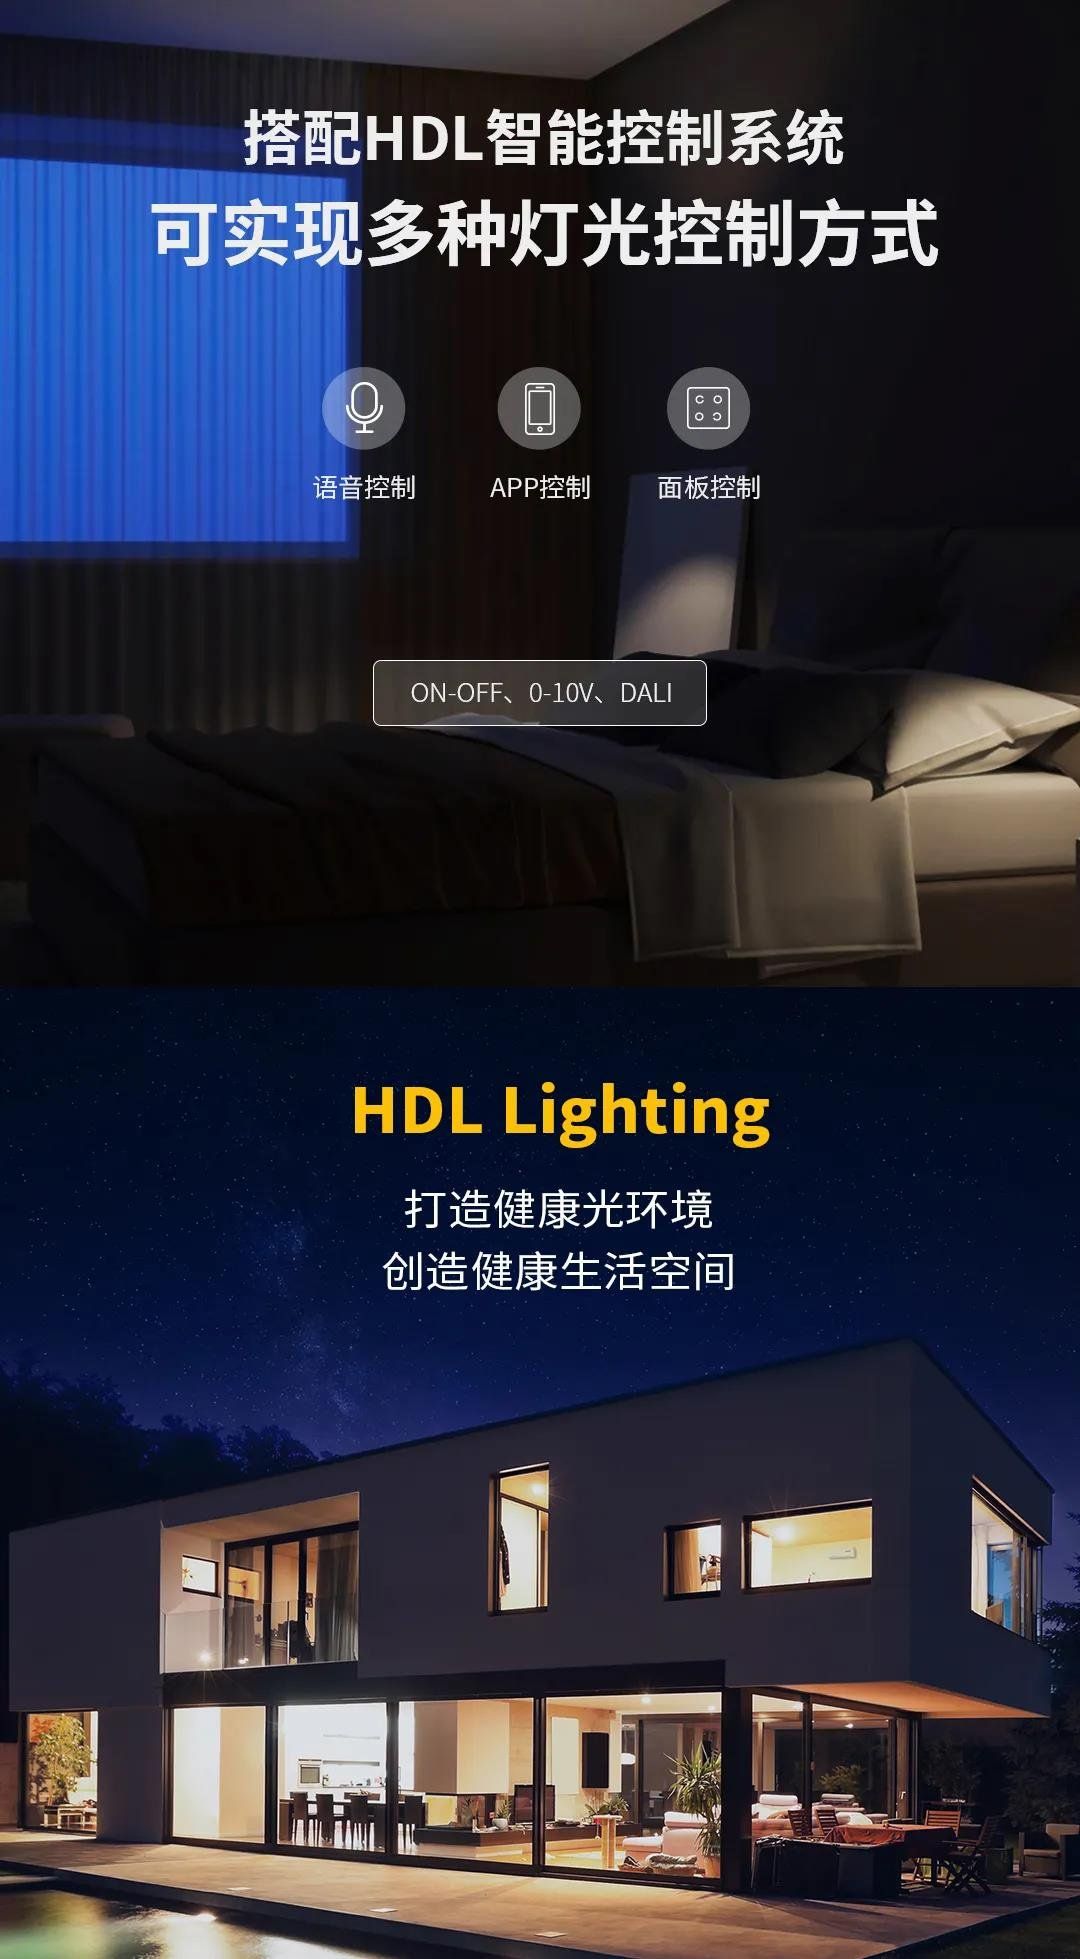 搭配HDL智能控制系统
可实现多种灯光控制方式
语音控制 APP控制 面板控制
ON-OFF、0-10V、DALI
HDL Lighting
打造健康光环境
创造健康生活空间